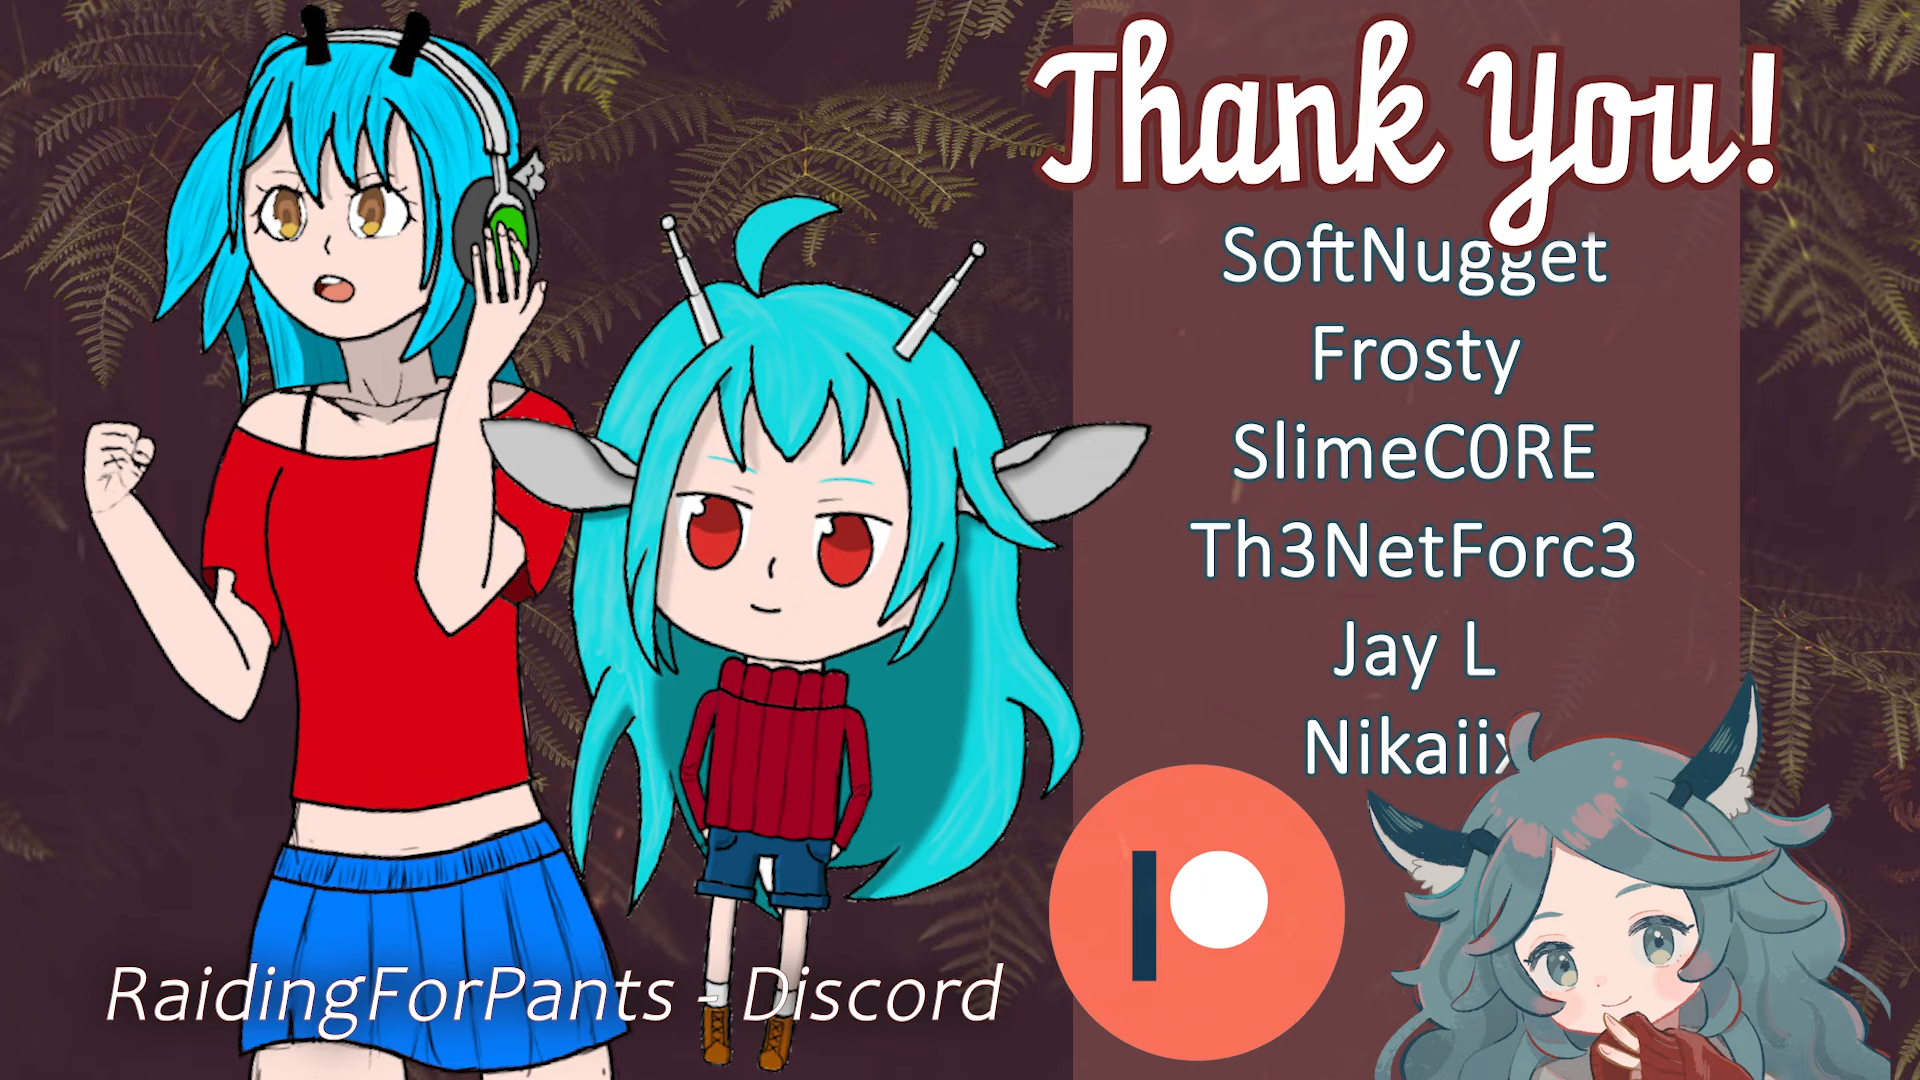 Thank You!
SoftNugget
Frosty
SlimeC0RE
Th3NetForc3
Jay L
Nikaiix
RaidingForPants - Discord